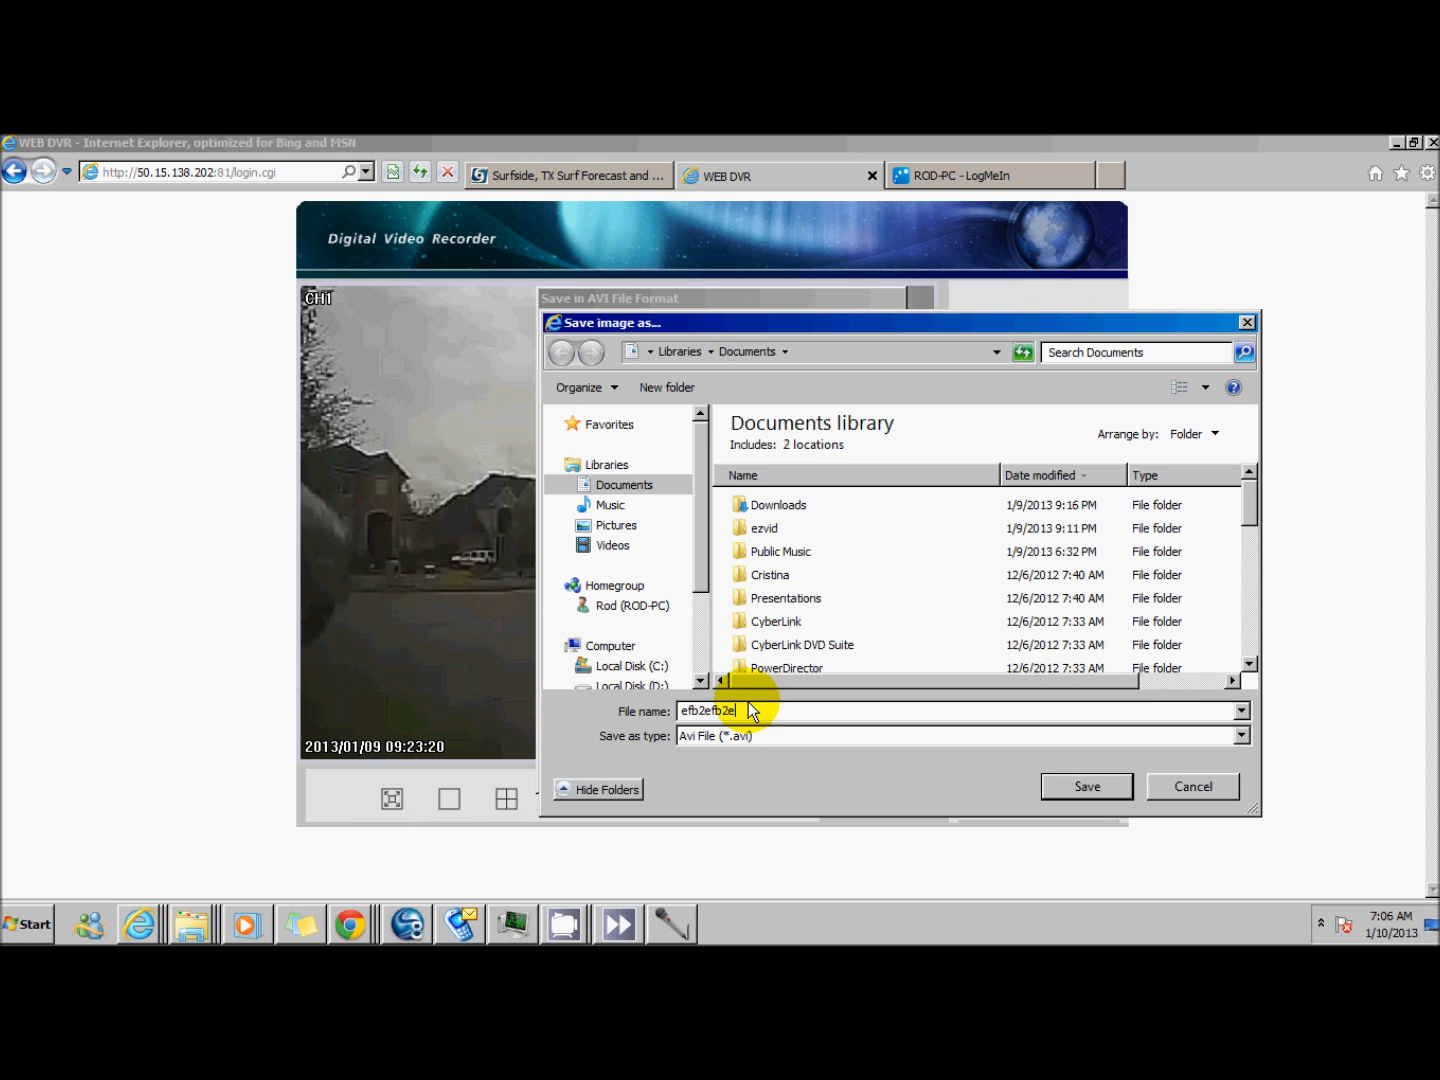 WEB DVR - Internet Explorer, optimized for Bing and MSN
http://50.15.138.202:81/login.cgi
Surfside, TX Surf Forecast and ...
WEB DVR
ROD-PC - LogMeIn
Digital Video Recorder
CH1
2013/01/09 09:23:20
Save in AVI File Format
Save image as...
Libraries
Documents
Search Documents
Organize
New folder
Favorites
Libraries
Documents
Music
Pictures
Videos
Homegroup
Rod (ROD-PC)
Computer
Local Disk (C:)
Local Disk (D:)
Documents library
Includes: 2 locations
Arrange by: Folder
Name Date modified Type
Downloads 1/9/2013 9:16 PM File folder
ezvid 1/9/2013 9:11 PM File folder
Public Music 1/9/2013 6:32 PM File folder
Cristina 12/6/2012 7:40 AM File folder
Presentations 12/6/2012 7:40 AM File folder
CyberLink 12/6/2012 7:33 AM File folder
CyberLink DVD Suite 12/6/2012 7:33 AM File folder
PowerDirector 12/6/2012 7:33 AM File folder
File name: efb2efb2e
Save as type: Avi File (*.avi)
Hide Folders
Save
Cancel
Start
7:06 AM
1/10/2013